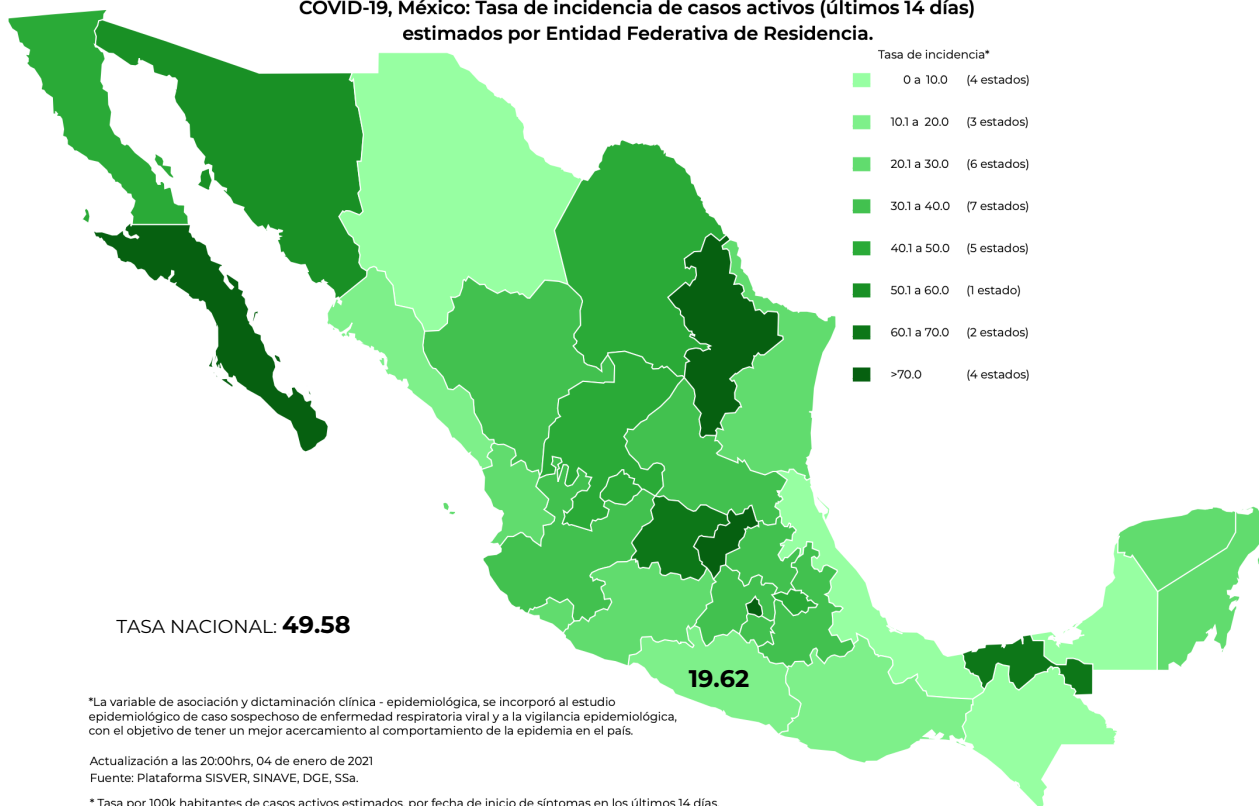 COVID-19, México: Tasa de incidencia de casos activos (últimos 14 días)
estimados por Entidad Federativa de Residencia.
Tasa de incidencia*
0 a 10.0 (4 estados)
10.1 a 20.0 (3 estados)
20.1 a 30.0 (6 estados)
30.1 a 40.0 (7 estados)
40.1 a 50.0 (5 estados)
50.1 a 60.0 (1 estado)
60.1 a 70.0 (2 estados)
>70.0 (4 estados)
TASA NACIONAL: 49.58
19.62
*La variable de asociación y dictaminación clínica - epidemiológica, se incorporó al estudio
epidemiológico de caso sospechoso de enfermedad respiratoria viral y a la vigilancia epidemiológica,
con el objetivo de tener un mejor acercamiento al comportamiento de la epidemia en el país.
Actualización a las 20:00hrs, 04 de enero de 2021
Fuente: Plataforma SISVER, SINAVE, DGE, SSa.
* Tasa por 100k habitantes de casos activos estimados, por fecha de inicio de síntomas en los últimos 14 días.